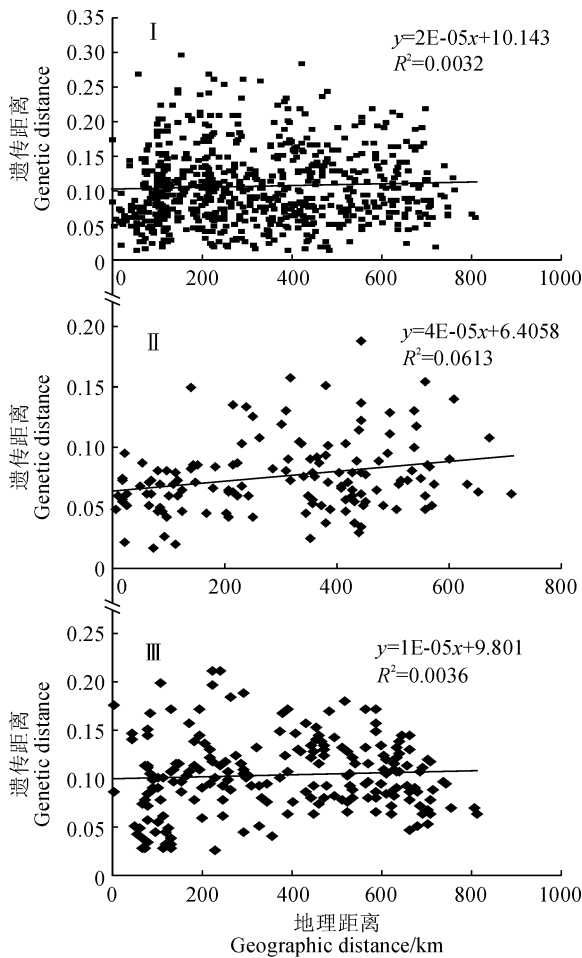 0.35
Ⅰ
y=2E-05x+10.143
R²=0.0032
0.30
0.25
0.20
0.15
0.10
0.05
0
遗传距离
Genetic distance
0 200 400 600 800 1000
Ⅱ
y=4E-05x+6.4058
R²=0.0613
0.20
0.15
0.10
0.05
0
遗传距离
Genetic distance
0 200 400 600 800
Ⅲ
y=1E-05x+9.801
R²=0.0036
0.25
0.20
0.15
0.10
0.05
0
遗传距离
Genetic distance
0 200 400 600 800 1000
地理距离
Geographic distance/km